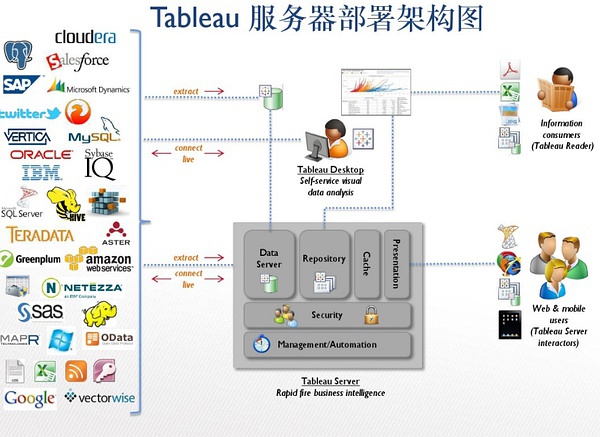 Tableau 服务器部署架构图
cloudera
salesforce
SAP
Microsoft Dynamics
twitter
VERTICA
MySQL
ORACLE
Sybase
IBM
IQ
SQL Server
HIVE
TERADATA
ASTER
Greenplum
amazon
webservices
NETEZZA
an IBM Company
sas
MAPR
TECHNOLOGIES
OData
Google
vectorwise
extract
connect
live
extract
connect
live
Tableau Desktop
Self-service visual
data analysis
Data
Server
Repository
Cache
Presentation
Security
Management/Automation
Tableau Server
Rapid fire business intelligence
Information
consumers
(Tableau Reader)
Web & mobile
users
(Tableau Server
interactors)